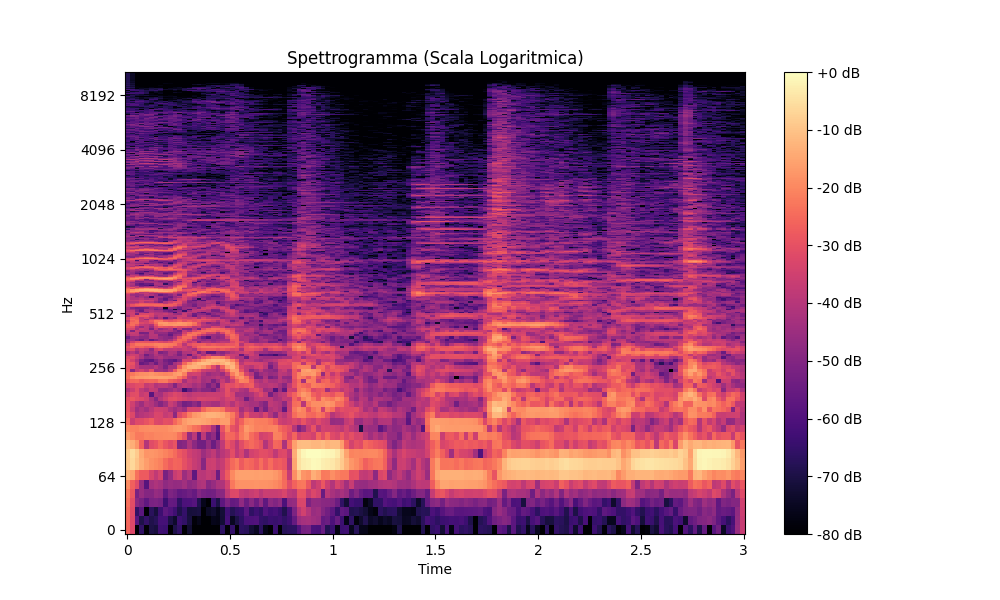 Spettrogramma (Scala Logaritmica)
Hz
8192
4096
2048
1024
512
256
128
64
0
0
0.5
1
1.5
2
2.5
3
Time
+0 dB
-10 dB
-20 dB
-30 dB
-40 dB
-50 dB
-60 dB
-70 dB
-80 dB